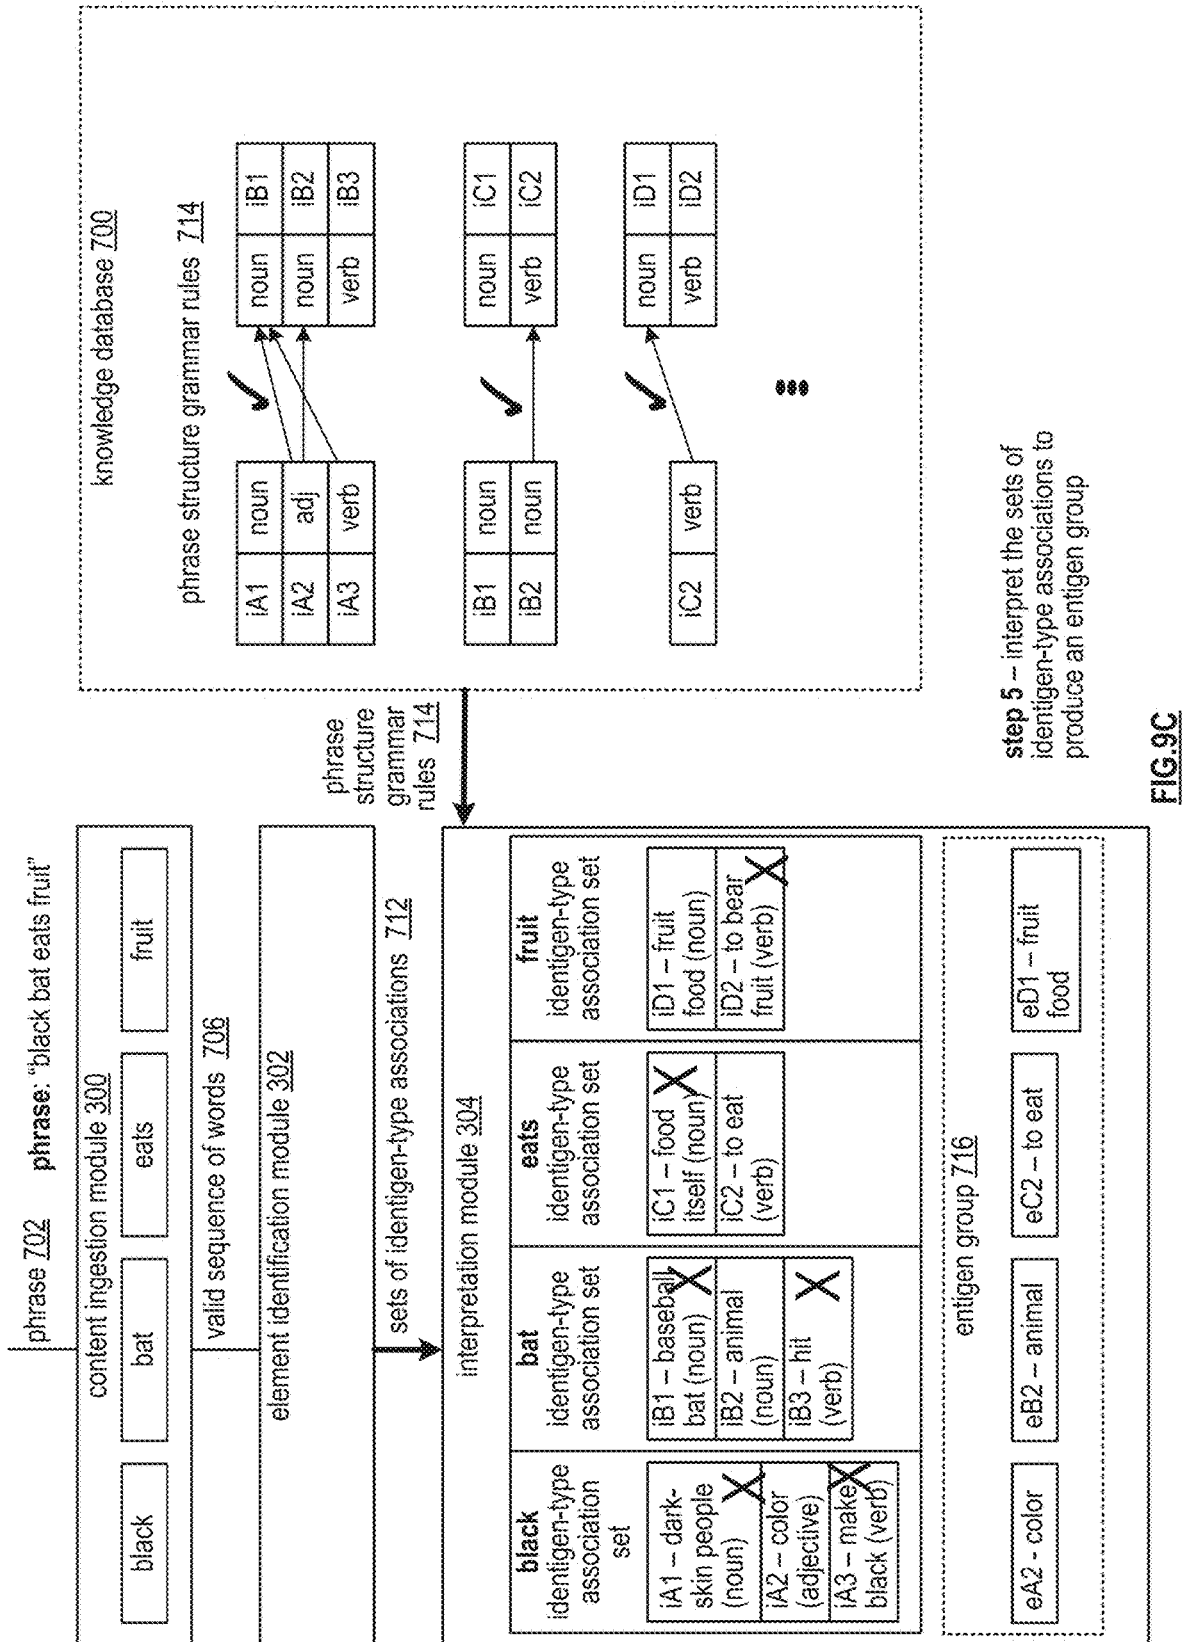 phrase 702
phrase: “black bat eats fruit”
content ingestion module 300
black
bat
eats
fruit
valid sequence of words 706
element identification module 302
sets of identigen-type associations 712
phrase
structure
grammar
rules 714
interpretation module 304
black
identigen-type
association
set
iA1 – dark-
skin people
(noun)
iA2 – color
(adjective)
iA3 – make
black (verb)
bat
identigen-type
association set
iB1 – baseball
bat (noun)
iB2 – animal
(noun)
iB3 – hit
(verb)
eats
identigen-type
association set
iC1 – food
itself (noun)
iC2 – to eat
(verb)
fruit
identigen-type
association set
iD1 – fruit
food (noun)
iD2 – to bear
fruit (verb)
entigen group 716
eA2 - color
eB2 – animal
eC2 – to eat
eD1 – fruit
food
knowledge database 700
phrase structure grammar rules 714
iA1 noun
iA2 adj
iA3 verb
noun iB1
noun iB2
verb iB3
iB1 noun
iB2 noun
noun iC1
verb iC2
iC2 verb
noun iD1
verb iD2
step 5 – interpret the sets of
identigen-type associations to
produce an entigen group
FIG.9C